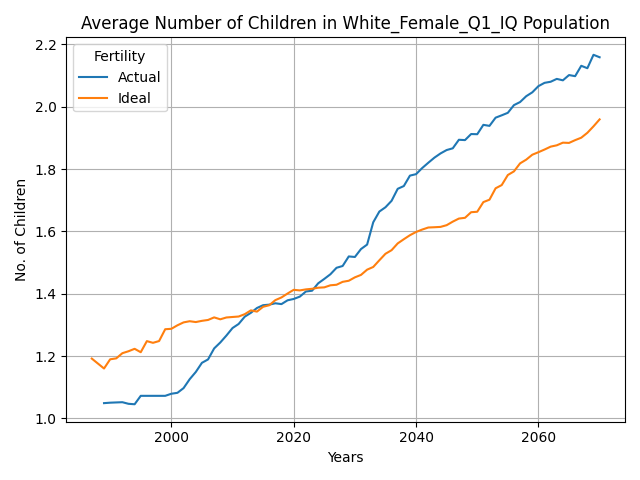 Average Number of Children in White_Female_Q1_IQ Population
Fertility
Actual
Ideal
No. of Children
2.2
2.0
1.8
1.6
1.4
1.2
1.0
2000 2020 2040 2060
Years